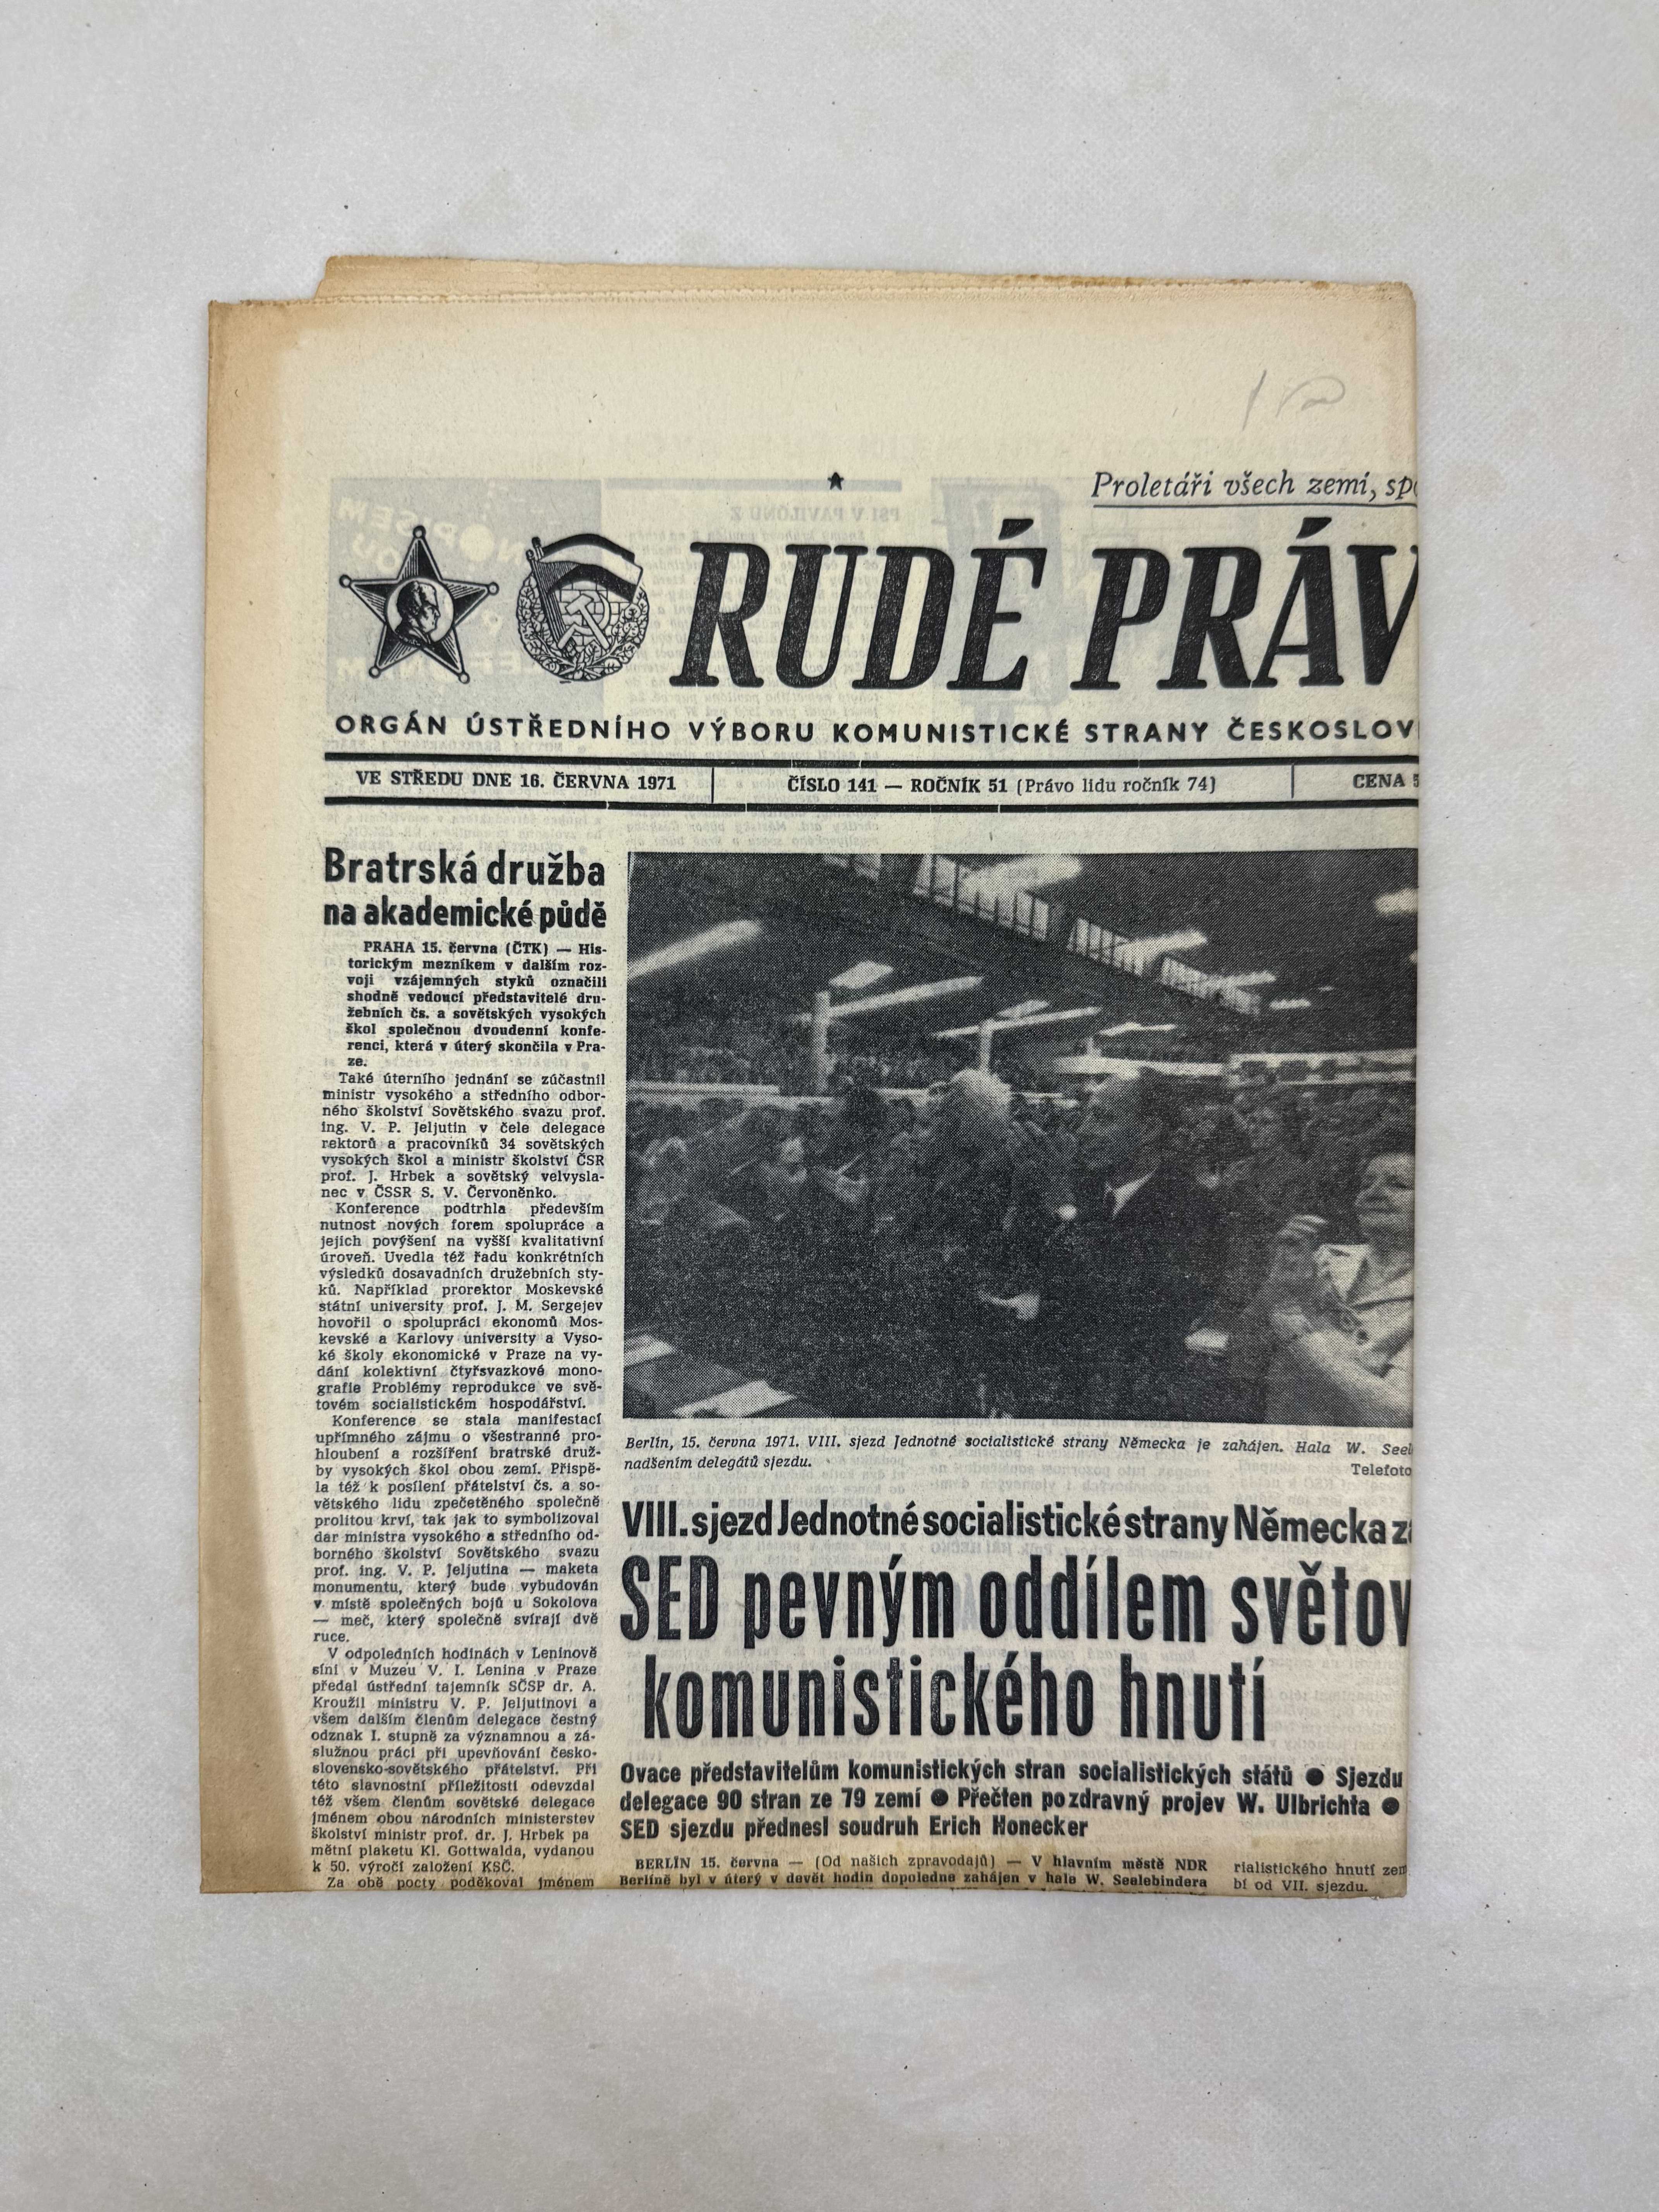 Proletáři všech zemí,
RUDÉ PRÁV
ORGÁN ÚSTŘEDNÍHO VÝBORU KOMUNISTICKÉ STRANY ČESKOSLOV
VE STŘEDU DNE 16. ČERVNA 1971
ČÍSLO 141 — ROČNÍK 51 (Právo lidu ročník 74)
CENA 5
Bratrská družba
na akademické půdě
PRAHA 15. června (ČTK) — His-
torickým mezníkem v dalším roz-
voji vzájemných styků označili
shodně vedoucí představitelé dru-
žebních čs. a sovětských vysokých
škol společnou dvoudenní konfe-
renci, která v úterý skončila v Pra-
ze.
Také úterního jednání se zúčastnil
ministr vysokého a středního odbor-
ného školství Sovětského svazu prof.
ing. V. P. Jeljutin v čele delegace
rektorů a pracovníků 34 sovětských
vysokých škol a ministr školství ČSR
prof. J. Hrbek a sovětský velvysla-
nec v ČSSR S. V. Červoněnko.
Konference podtrhla především
nutnost nových forem spolupráce a
jejich povýšení na vyšší kvalitativní
úroveň. Uvedla též řadu konkrétních
výsledků dosavadních družebních sty-
ků. Například prorektor Moskevské
státní university prof. J. M. Sergejev
hovořil o spolupráci ekonomů Mos-
kevské a Karlovy university a Vyso-
ké školy ekonomické v Praze na vy-
dání kolektivní čtyřsvazkové mono-
grafie Problémy reprodukce ve svě-
tovém socialistickém hospodářství.
Konference se stala manifestací
upřímného zájmu o všestranné pro-
hloubení a rozšíření bratrské druž-
by vysokých škol obou zemí. Přispě-
la též k posílení přátelství čs. a so-
větského lidu zpečetěného společně
prolitou krví, tak jak to symbolizoval
dar ministra vysokého a středního od-
borného školství Sovětského svazu
prof. ing. V. P. Jeljutina — maketa
monumentu, který bude vybudován
v místě společných bojů u Sokolova
— meč, který společně svírají dvě
ruce.
V odpoledních hodinách v Leninově
síni v Muzeu V. I. Lenina v Praze
předal ústřední tajemník SČSP dr. A.
Kroužil ministru V. P. Jeljutinovi a
všem dalším členům delegace čestný
odznak I. stupně za významnou a zá-
služnou práci při upevňování česko-
slovensko-sovětského přátelství. Při
této slavnostní příležitosti odevzdal
též všem členům sovětské delegace
jménem obou národních ministerstev
školství ministr prof. dr. J. Hrbek pa
mětní plaketu Kl. Gottwalda, vydanou
k 50. výročí založení KSČ.
Za obě pocty poděkoval jménem
Berlín, 15. června 1971. VIII. sjezd Jednotné socialistické strany Německa je zahájen. Hala W. Seel
nadšením delegátů sjezdu.
Telefoto
VIII. sjezd Jednotné socialistické strany Německa
SED pevným oddílem světov
komunistického hnutí
Ovace představitelům komunistických stran socialistických států ● Sjezdu
delegace 90 stran ze 79 zemí ● Přečten pozdravný projev W. Ulbrichta ●
SED sjezdu přednesl soudruh Erich Honecker
BERLÍN 15. června — (Od našich zpravodajů) — V hlavním městě NDR
Berlíně byl v úterý v devět hodin dopoledne zahájen v hale W. Seelebindera
rialistického hnutí zem
bí od VII. sjezdu.